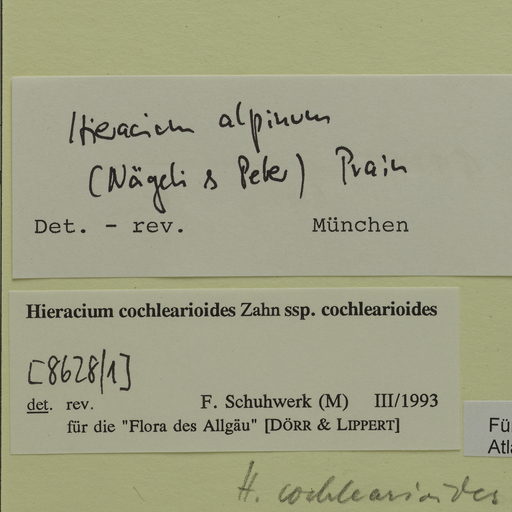 Hieracium alpinum
(Nägeli & Peter) Prain
Det. - rev. München
Hieracium cochlearioides Zahn ssp. cochlearioides
[8628/1]
det. rev. F. Schuhwerk (M) III/1993
für die "Flora des Allgäu" [DÖRR & LIPPERT]
Fü
Atl
H. cochlearioides